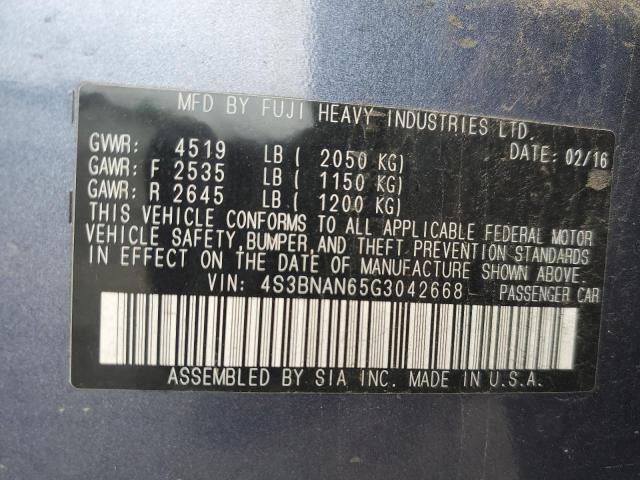 MFD BY FUJI HEAVY INDUSTRIES LTD.
GVWR: 4519 LB ( 2050 KG) DATE: 02/16
GAWR: F 2535 LB ( 1150 KG)
GAWR: R 2645 LB ( 1200 KG)
THIS VEHICLE CONFORMS TO ALL APPLICABLE FEDERAL MOTOR
VEHICLE SAFETY, BUMPER, AND THEFT PREVENTION STANDARDS
IN EFFECT ON THE DATE OF MANUFACTURE SHOWN ABOVE.
VIN: 4S3BNAN65G3042668 PASSENGER CAR
ASSEMBLED BY SIA INC. MADE IN U.S.A.